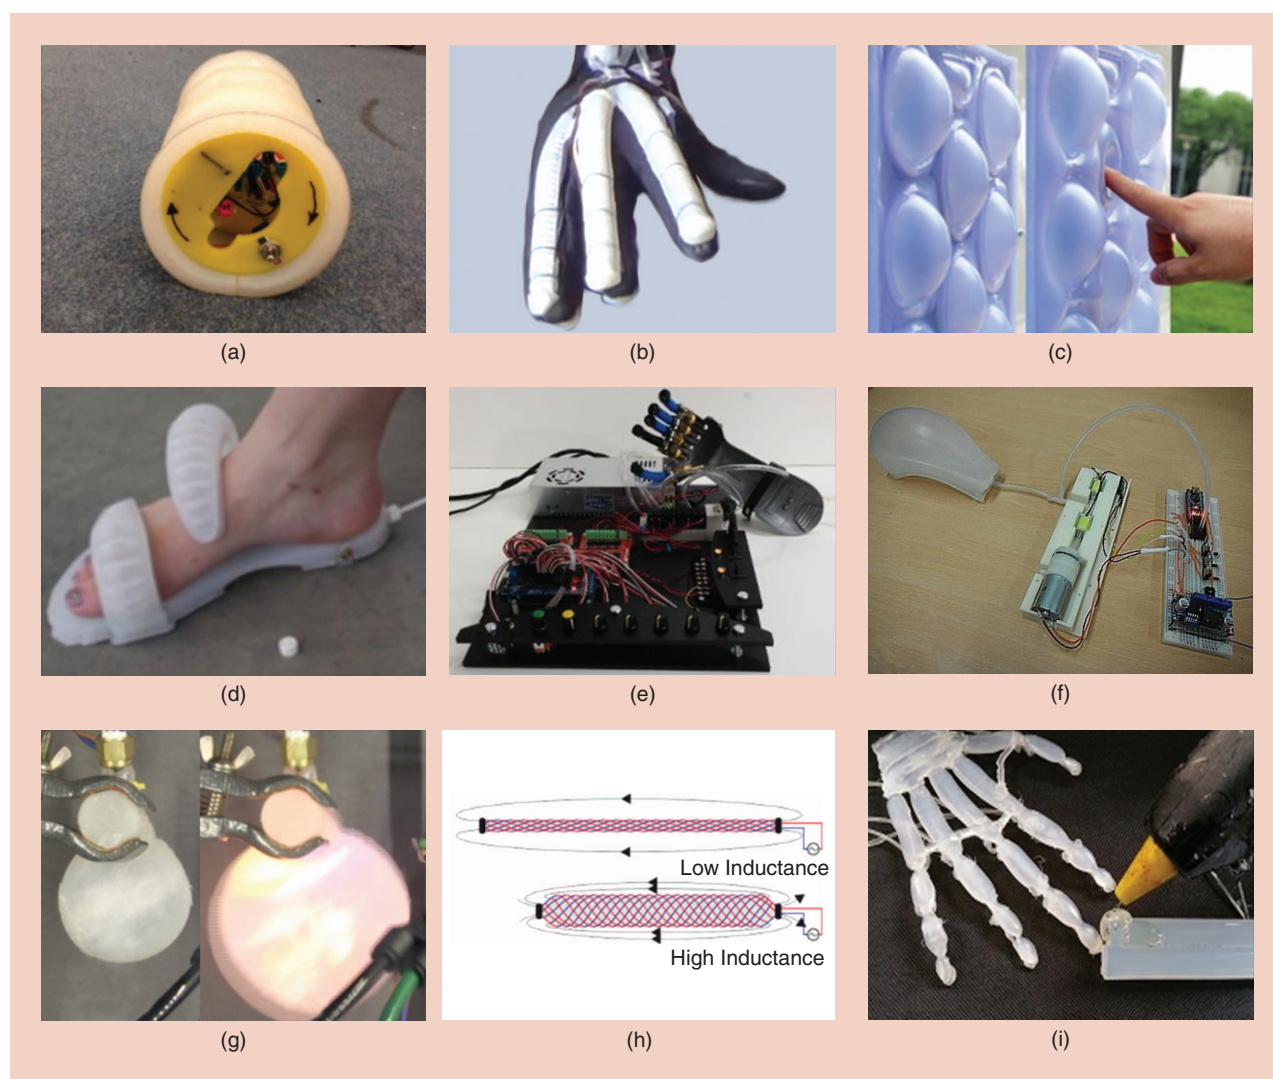 (a)
(b)
(c)
(d)
(e)
(f)
(g)
Low Inductance
High Inductance
(h)
(i)